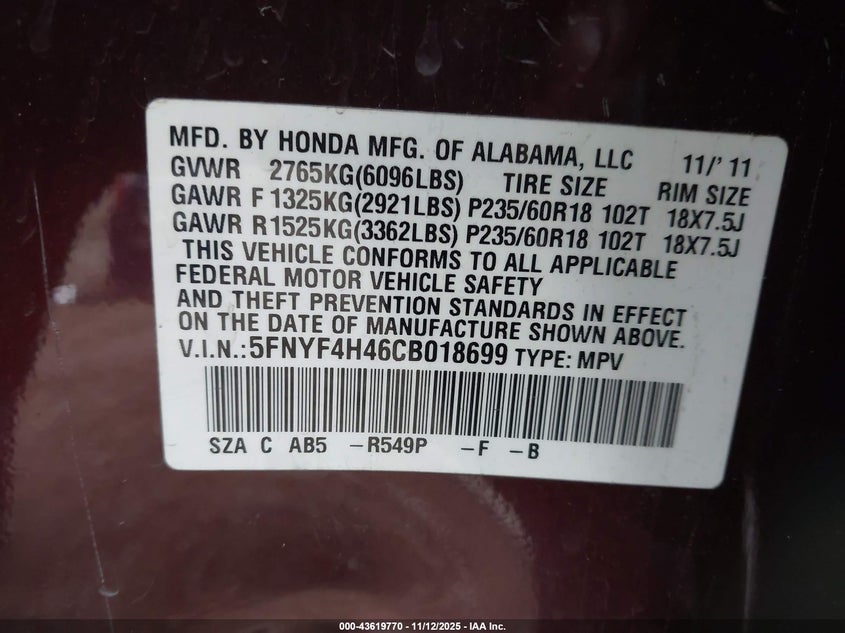 MFD. BY HONDA MFG. OF ALABAMA, LLC 11/' 11
GVWR 2765KG(6096LBS) TIRE SIZE RIM SIZE
GAWR F 1325KG(2921LBS) P235/60R18 102T 18X7.5J
GAWR R1525KG(3362LBS) P235/60R18 102T 18X7.5J
THIS VEHICLE CONFORMS TO ALL APPLICABLE
FEDERAL MOTOR VEHICLE SAFETY
AND THEFT PREVENTION STANDARDS IN EFFECT
ON THE DATE OF MANUFACTURE SHOWN ABOVE.
V.I.N.:5FNYF4H46CB018699 TYPE: MPV
SZA C AB5 -R549P -F -B
000-43619770 - 11/12/2025 - IAA Inc.